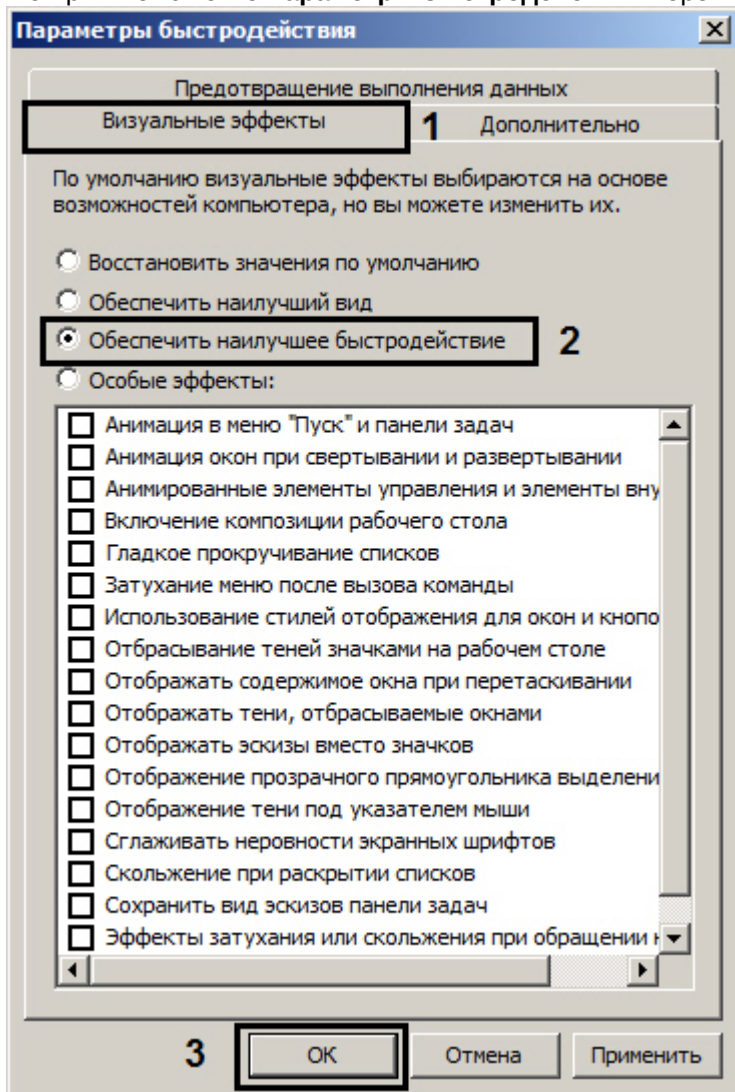 Параметры быстродействия
Предотвращение выполнения данных
Визуальные эффекты 1 Дополнительно
По умолчанию визуальные эффекты выбираются на основе
возможностей компьютера, но вы можете изменить их.
Восстановить значения по умолчанию
Обеспечить наилучший вид
Обеспечить наилучшее быстродействие 2
Особые эффекты:
Анимация в меню "Пуск" и панели задач
Анимация окон при свертывании и развертывании
Анимированные элементы управления и элементы вну
Включение композиции рабочего стола
Гладкое прокручивание списков
Затухание меню после вызова команды
Использование стилей отображения для окон и кнопо
Отбрасывание теней значками на рабочем столе
Отображать содержимое окна при перетаскивании
Отображать тени, отбрасываемые окнами
Отображать эскизы вместо значков
Отображение прозрачного прямоугольника выделени
Отображение тени под указателем мыши
Сглаживать неровности экранных шрифтов
Скольжение при раскрытии списков
Сохранить вид эскизов панели задач
Эффекты затухания или скольжения при обращении
3 ОК Отмена Применить